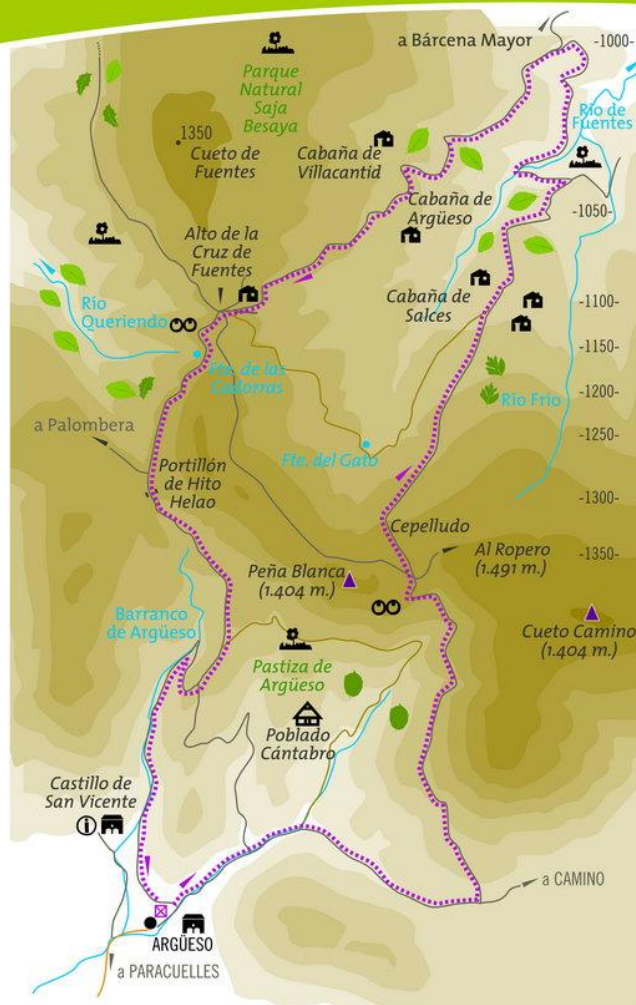 a Bárcena Mayor
-1000-
Parque
Natural
Saja
Besaya
Río de
Fuentes
1350
Cueto de
Fuentes
Cabaña de
Villacantid
Cabaña de
Argüeso
-1050-
Alto de la
Cruz de
Fuentes
Cabaña de
Salces
Río
Queriendo
-1100-
-1150-
Fte. de las
Cadorras
-1200-
Río Frío
a Palombera
-1250-
Fte. del Gato
Portillón
de Hito
Helao
-1300-
Cepelludo
-1350-
Al Ropero
(1.491 m.)
Peña Blanca
(1.404 m.)
Barranco
de Argüeso
Cueto Camino
(1.404 m.)
Pastiza de
Argüeso
Poblado
Cántabro
Castillo de
San Vicente
i
a CAMINO
ARGÜESO
a PARACUELLES